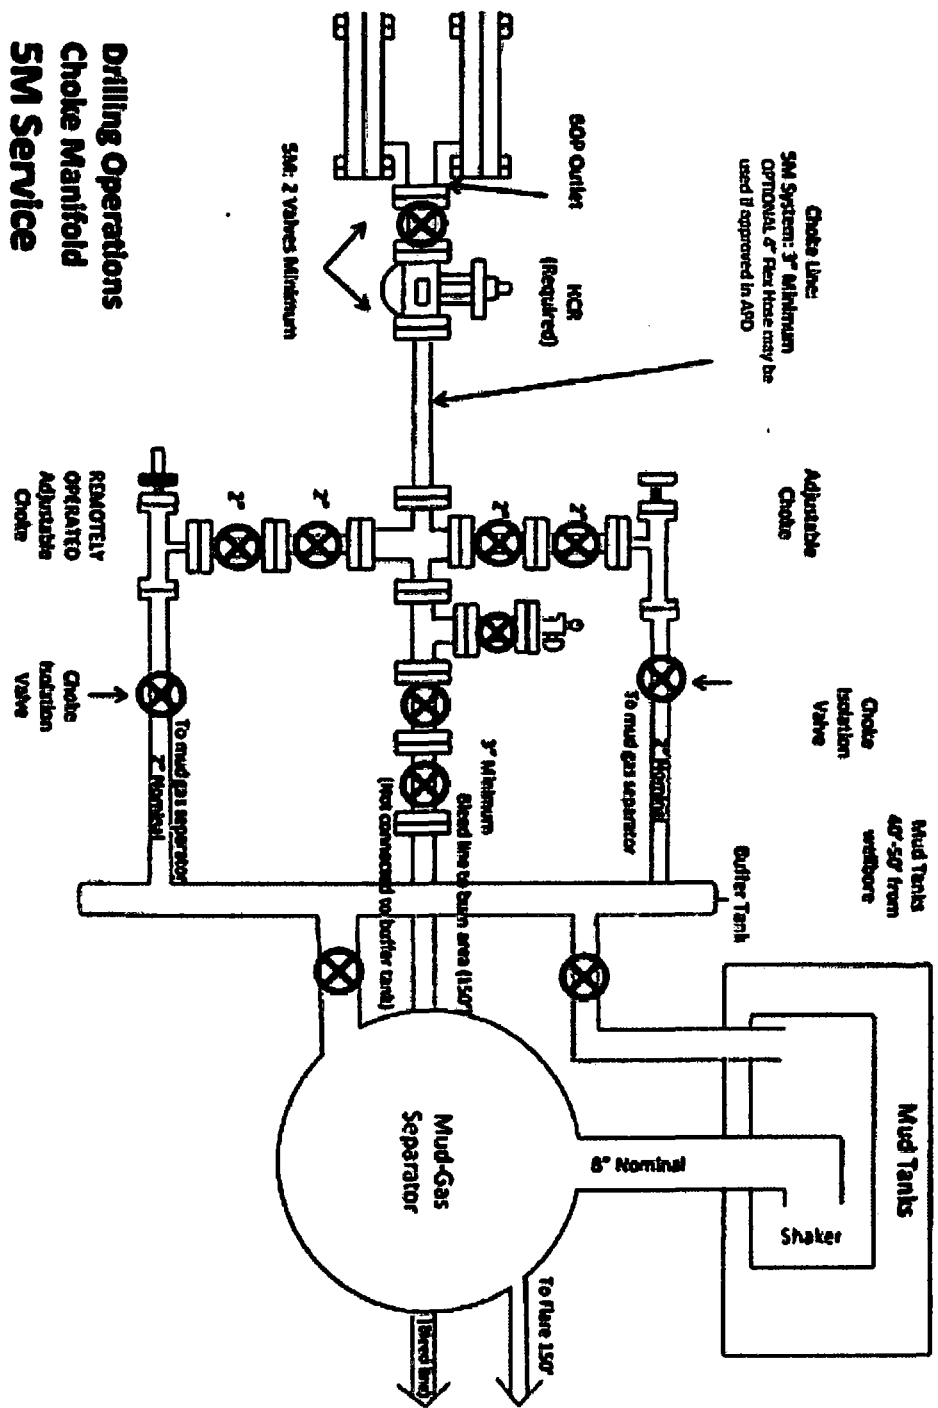 Drilling Operations
Choke Manifold
5M Service
Choke Line:
5M System: 3" Minimum
OPTIONAL 4" Flex Hose may be
used if approved in APD
BOP Outlet
HCR
(Required)
5M: 2 Valves Minimum
Adjustable
Choke
2"
2"
2"
2"
REMOTELY
OPERATED
Adjustable
Choke
Choke
Isolation
Valve
Choke
Isolation
Valve
To mud gas separator
2" Nominal
3" Minimum
Bleed line to burn area (150'
(Not connected to buffer tank)
To mud gas separator
2" Nominal
Mud Tanks
40'-50' from
wellbore
Buffer Tank
Mud Tanks
8" Nominal
Shaker
Mud-Gas
Separator
To Flare 150'
(Bleed line)